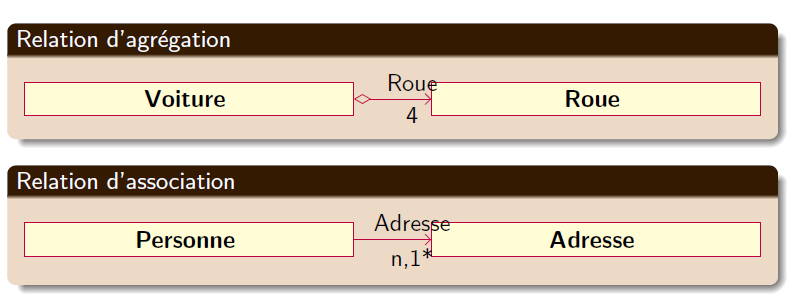 Relation d'agrégation
Roue
Voiture
Roue
4
Relation d'association
Adresse
Personne
Adresse
n,1*